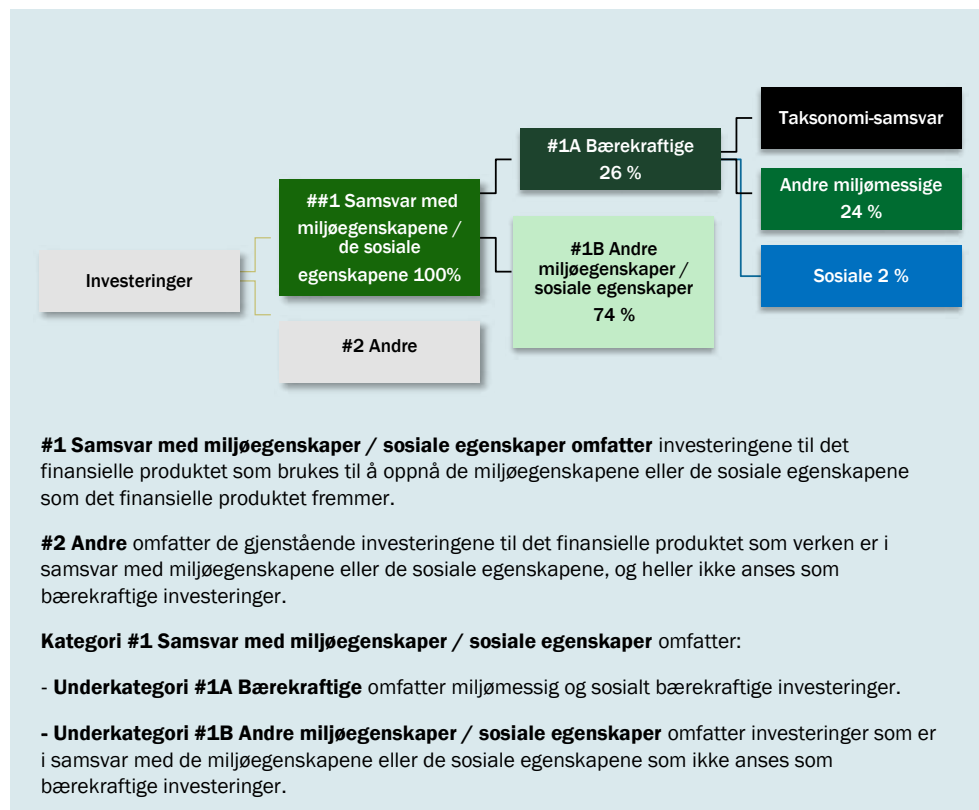 Investeringer
##1 Samsvar med
miljøegenskapene /
de sosiale
egenskapene 100%
#2 Andre
#1A Bærekraftige
26 %
#1B Andre
miljøegenskaper /
sosiale egenskaper
74 %
Taksonomi-samsvar
Andre miljømessige
24 %
Sosiale 2 %
#1 Samsvar med miljøegenskaper / sosiale egenskaper omfatter investeringene til det
finansielle produktet som brukes til å oppnå de miljøegenskapene eller de sosiale egenskapene
som det finansielle produktet fremmer.
#2 Andre omfatter de gjenstående investeringene til det finansielle produktet som verken er i
samsvar med miljøegenskapene eller de sosiale egenskapene, og heller ikke anses som
bærekraftige investeringer.
Kategori #1 Samsvar med miljøegenskaper / sosiale egenskaper omfatter:
- Underkategori #1A Bærekraftige omfatter miljømessig og sosialt bærekraftige investeringer.
- Underkategori #1B Andre miljøegenskaper / sosiale egenskaper omfatter investeringer som er
i samsvar med de miljøegenskapene eller de sosiale egenskapene som ikke anses som
bærekraftige investeringer.